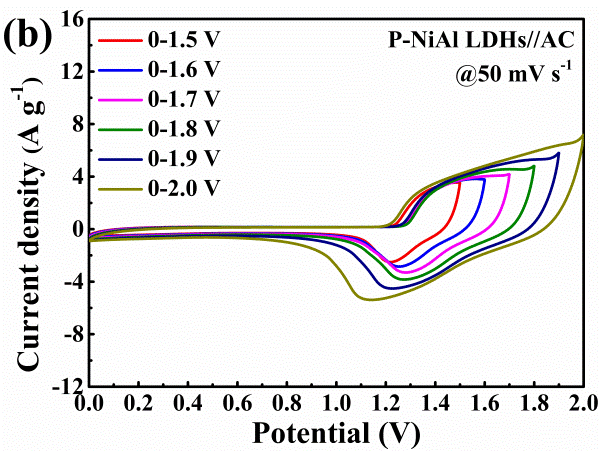 (b)
P-NiAl LDHs//AC
@50 mV s⁻¹
0-1.5 V
0-1.6 V
0-1.7 V
0-1.8 V
0-1.9 V
0-2.0 V
Current density (A g⁻¹)
16
12
8
4
0
-4
-8
-12
0.0 0.2 0.4 0.6 0.8 1.0 1.2 1.4 1.6 1.8 2.0
Potential (V)